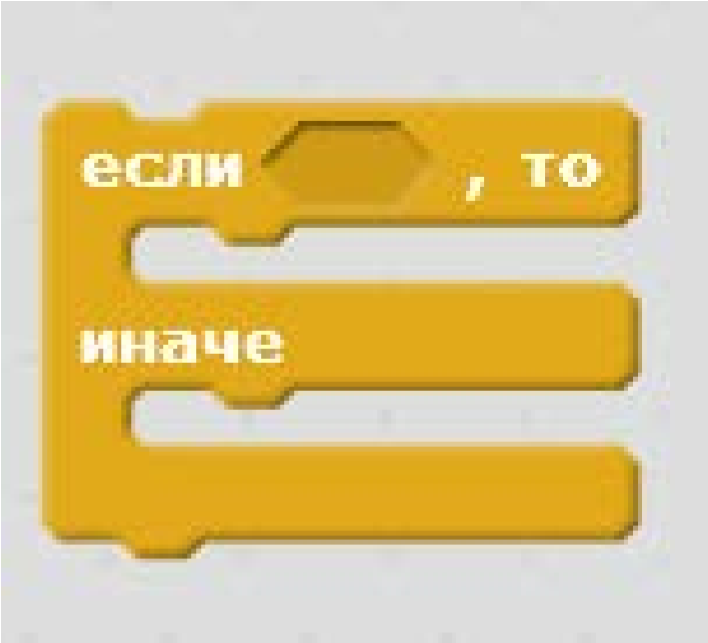 если , то
иначе